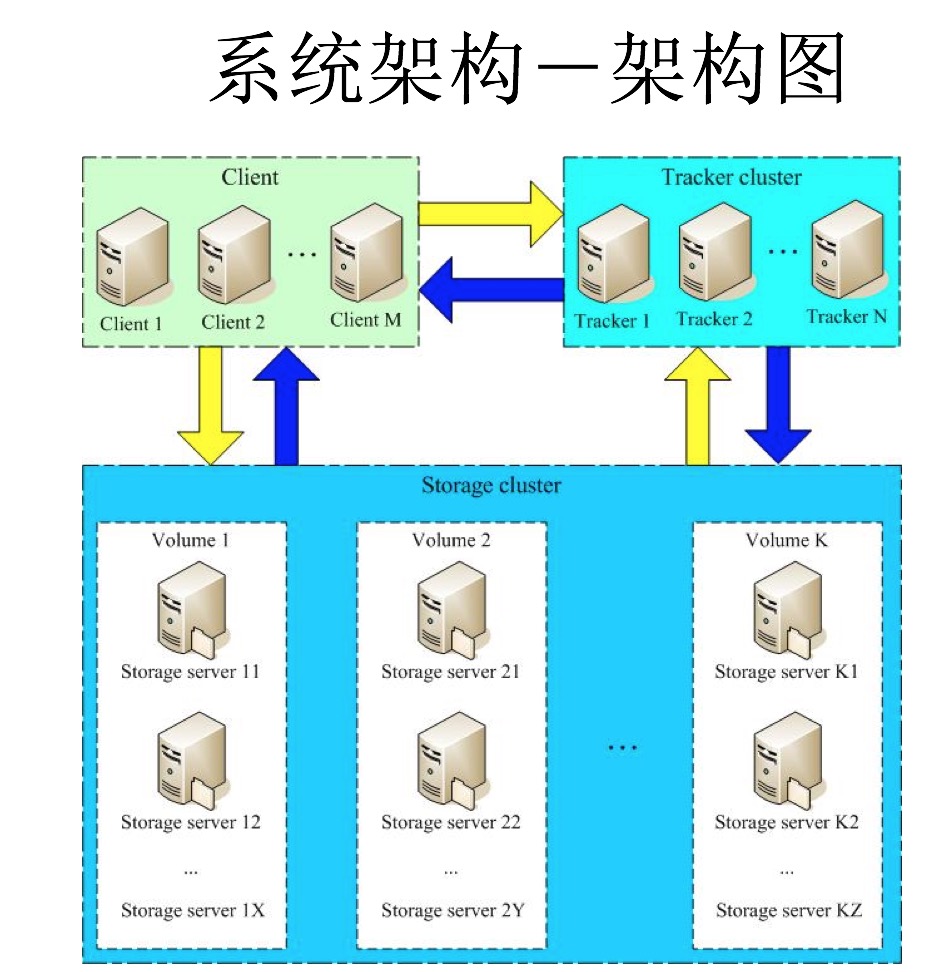 系统架构－架构图
Client
Tracker cluster
...
...
Client 1
Client 2
Client M
Tracker 1
Tracker 2
Tracker N
Storage cluster
Volume 1
Volume 2
Volume K
Storage server 11
Storage server 21
Storage server K1
...
Storage server 12
Storage server 22
Storage server K2
...
...
...
Storage server 1X
Storage server 2Y
Storage server KZ